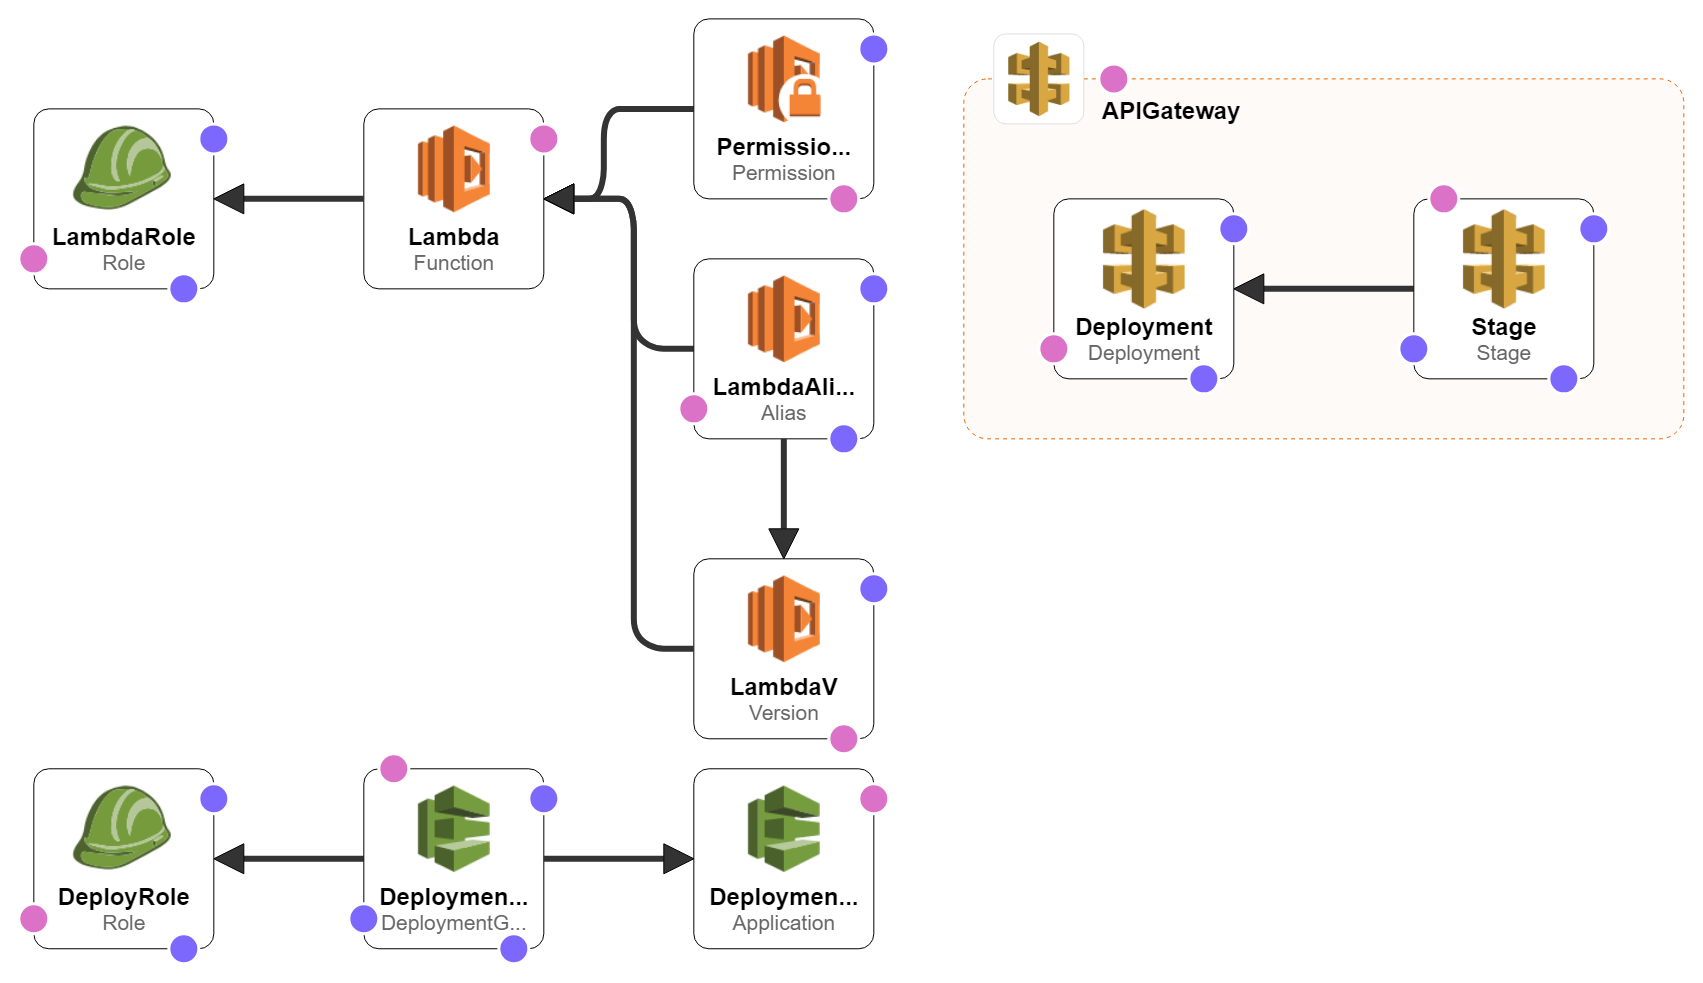 Permissio...
Permission
APIGateway
LambdaRole
Role
Lambda
Function
Deployment
Deployment
Stage
Stage
LambdaAli...
Alias
LambdaV
Version
DeployRole
Role
Deploymen...
DeploymentG...
Deploymen...
Application